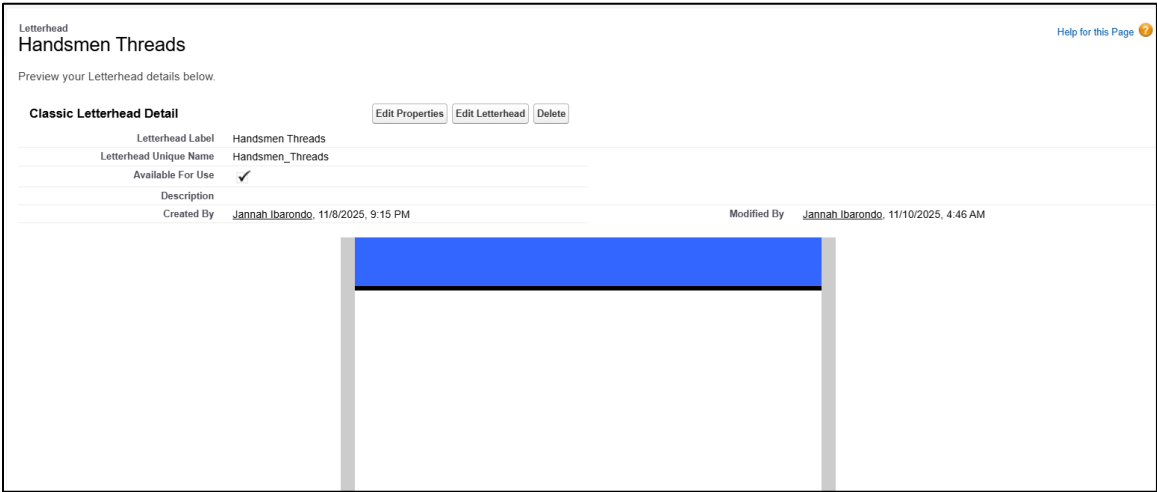 Letterhead
Handsmen Threads
Help for this Page
Preview your Letterhead details below.
Classic Letterhead Detail
Edit Properties Edit Letterhead Delete
Letterhead Label Handsmen Threads
Letterhead Unique Name Handsmen_Threads
Available For Use
Description
Created By Jannah Ibarondo, 11/8/2025, 9:15 PM Modified By Jannah Ibarondo, 11/10/2025, 4:46 AM